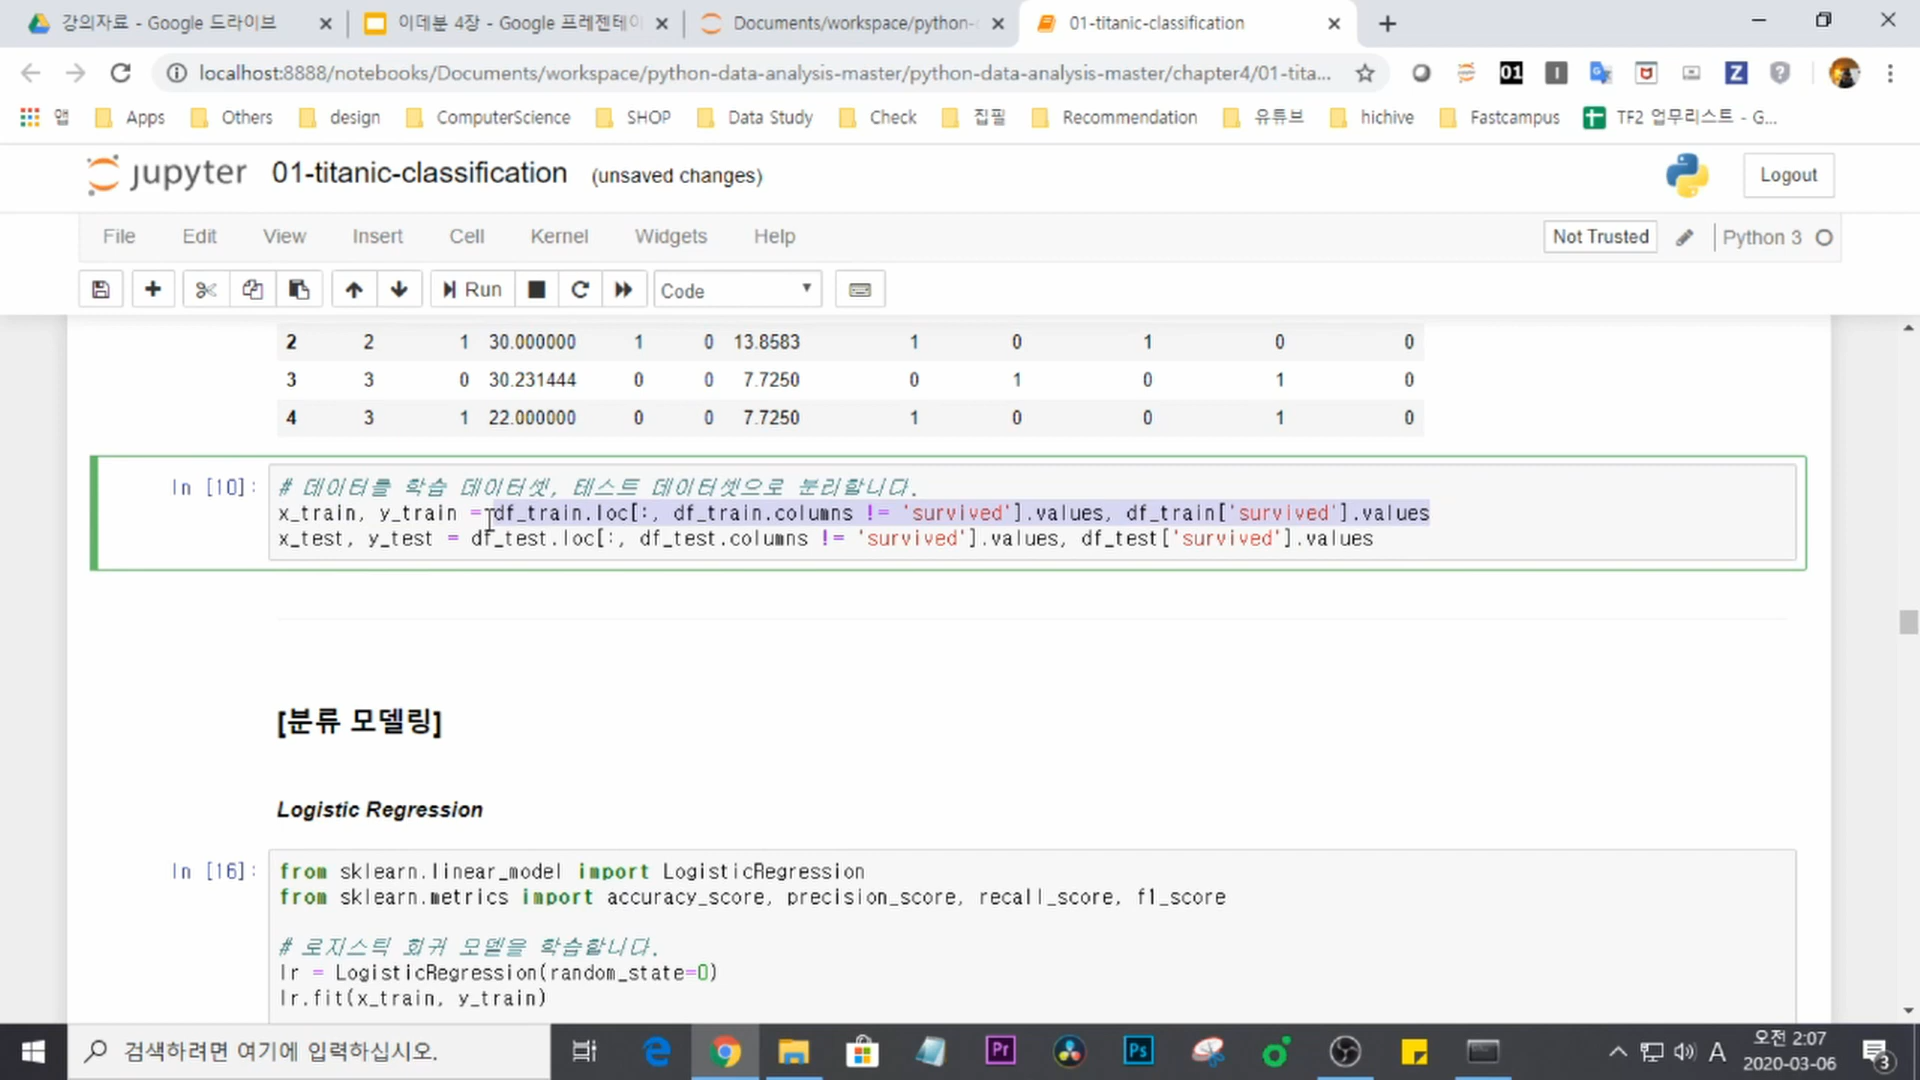 강의자료 - Google 드라이브
이데분 4장 - Google 프레젠테이
Documents/workspace/python-
01-titanic-classification
localhost:8888/notebooks/Documents/workspace/python-data-analysis-master/python-data-analysis-master/chapter4/01-tita...
앱 Apps Others design ComputerScience SHOP Data Study Check 집필 Recommendation 유튜브 hichive Fastcampus TF2 업무리스트 - G...
jupyter 01-titanic-classification (unsaved changes) Logout
File Edit View Insert Cell Kernel Widgets Help Not Trusted Python 3
Run Code
2 2 1 30.000000 1 0 13.8583 1 0 1 0 0
3 3 0 30.231444 0 0 7.7250 0 1 0 1 0
4 3 1 22.000000 0 0 7.7250 1 0 0 1 0
In [10]: # 데이터를 학습 데이터셋, 테스트 데이터셋으로 분리합니다.
x_train, y_train = df_train.loc[:, df_train.columns != 'survived'].values, df_train['survived'].values
x_test, y_test = df_test.loc[:, df_test.columns != 'survived'].values, df_test['survived'].values
[분류 모델링]
Logistic Regression
In [16]: from sklearn.linear_model import LogisticRegression
from sklearn.metrics import accuracy_score, precision_score, recall_score, f1_score
# 로지스틱 회귀 모델을 학습합니다.
lr = LogisticRegression(random_state=0)
lr.fit(x_train, y_train)
검색하려면 여기에 입력하십시오.
Pr
Ps
A
오전 2:07
2020-03-06
3